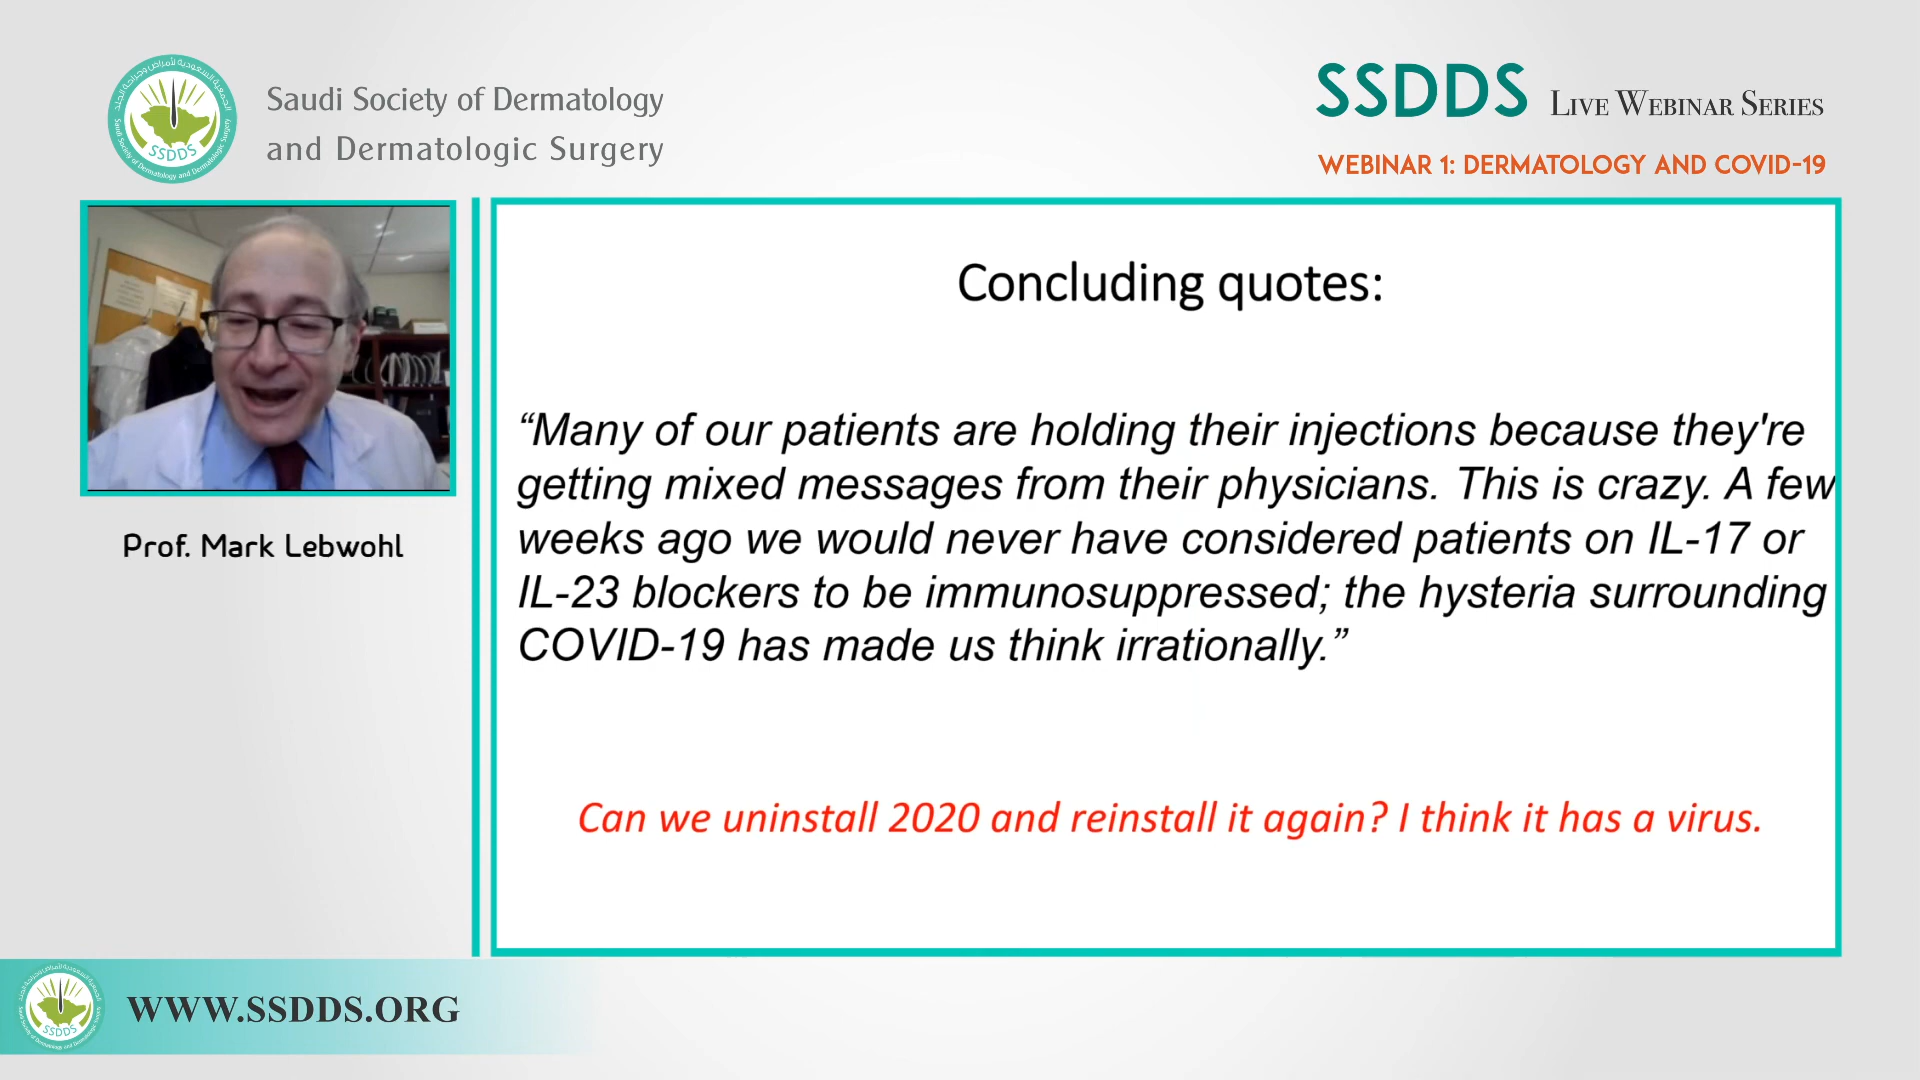 Saudi Society of Dermatology
and Dermatologic Surgery
SSDDS
SSDDS LIVE WEBINAR SERIES
WEBINAR 1: DERMATOLOGY AND COVID-19
Prof. Mark Lebwohl
Concluding quotes:
“Many of our patients are holding their injections because they're
getting mixed messages from their physicians. This is crazy. A few
weeks ago we would never have considered patients on IL-17 or
IL-23 blockers to be immunosuppressed; the hysteria surrounding
COVID-19 has made us think irrationally.”
Can we uninstall 2020 and reinstall it again? I think it has a virus.
SSDDS
WWW.SSDDS.ORG